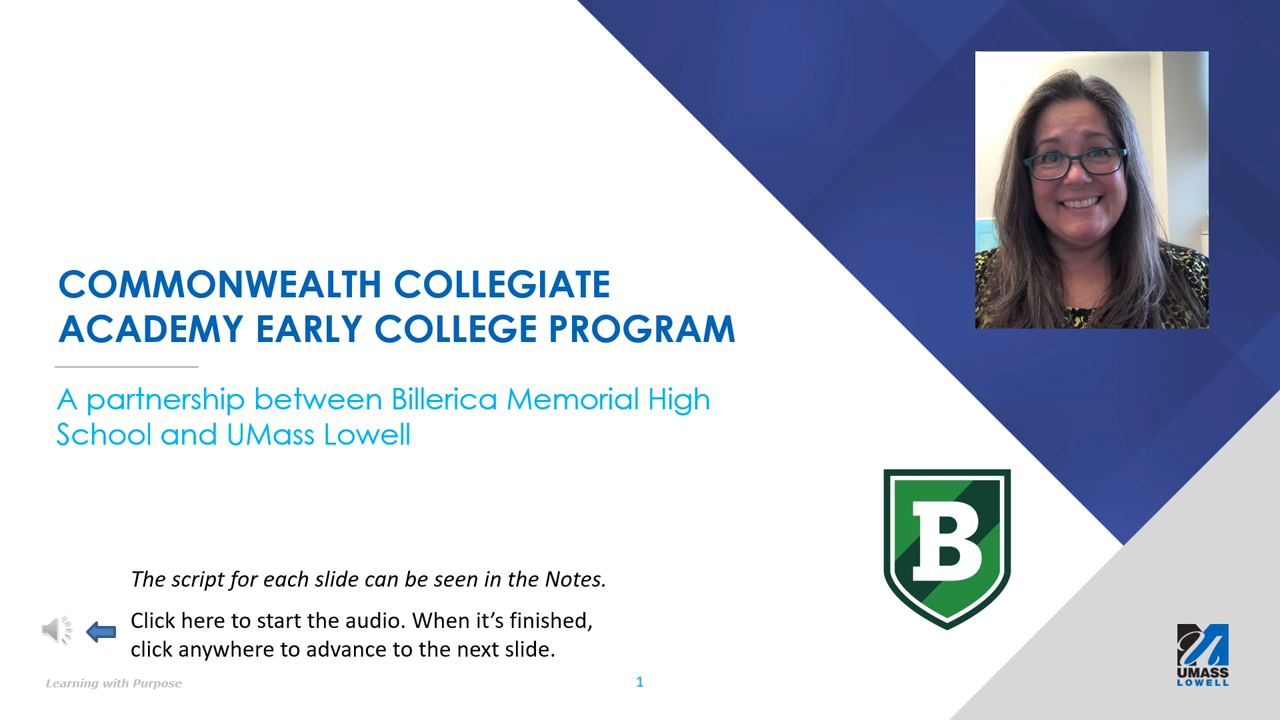 COMMONWEALTH COLLEGIATE
ACADEMY EARLY COLLEGE PROGRAM
A partnership between Billerica Memorial High
School and UMass Lowell
B
The script for each slide can be seen in the Notes.
Click here to start the audio. When it’s finished,
click anywhere to advance to the next slide.
UMASS
LOWELL
Learning with Purpose
1